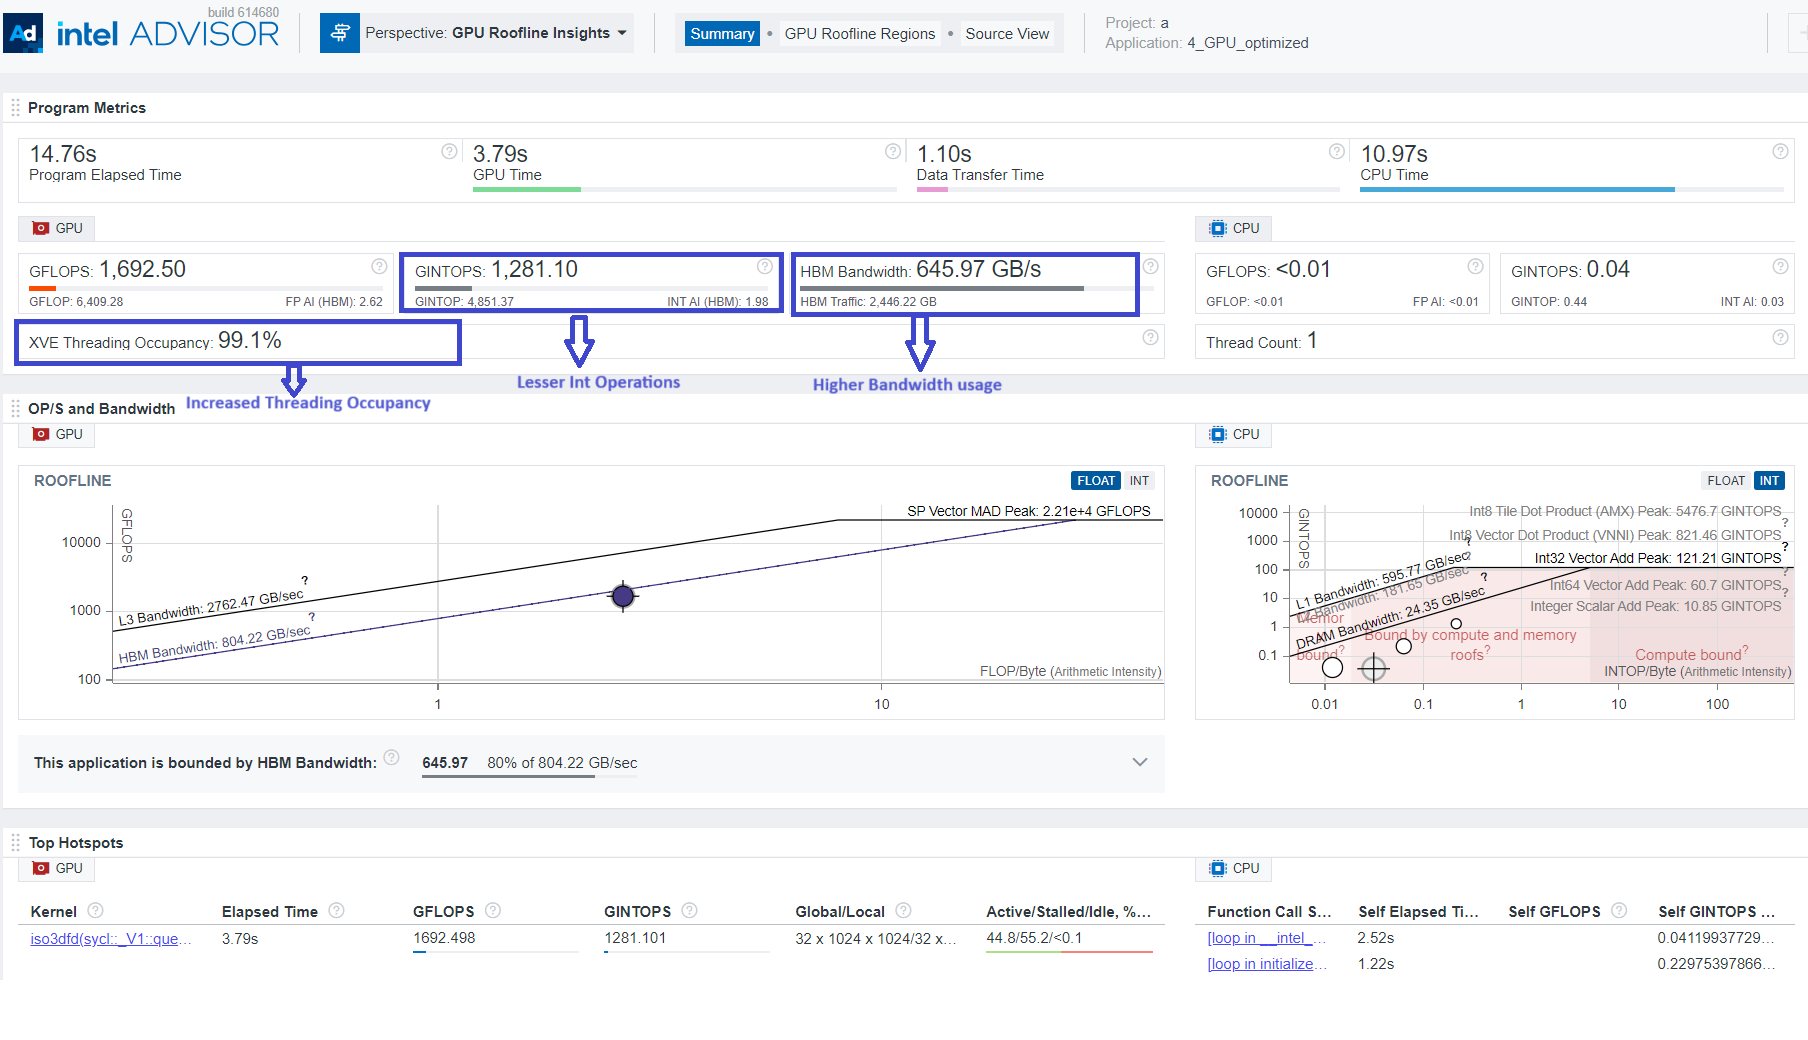 build 614680
Ad intel ADVISOR
Perspective: GPU Roofline Insights
Summary • GPU Roofline Regions • Source View
Project: a
Application: 4_GPU_optimized
Program Metrics
14.76s
Program Elapsed Time
3.79s
GPU Time
1.10s
Data Transfer Time
10.97s
CPU Time
GPU
GFLOPS: 1,692.50
GFLOP: 6,409.28 FP AI (HBM): 2.62
GINTOPS: 1,281.10
GINTOP: 4,851.37 INT AI (HBM): 1.98
HBM Bandwidth: 645.97 GB/s
HBM Traffic: 2,446.22 GB
XVE Threading Occupancy: 99.1%
CPU
GFLOPS: <0.01
GFLOP: <0.01 FP AI: <0.01
GINTOPS: 0.04
GINTOP: 0.44 INT AI: 0.03
Thread Count: 1
Lesser Int Operations
Higher Bandwidth usage
Increased Threading Occupancy
OP/S and Bandwidth
GPU
ROOFLINE
FLOAT INT
GFLOPS
SP Vector MAD Peak: 2.21e+4 GFLOPS
10000
1000
100
L3 Bandwidth: 2762.47 GB/sec ?
HBM Bandwidth: 804.22 GB/sec ?
FLOP/Byte (Arithmetic Intensity)
1 10
This application is bounded by HBM Bandwidth: 645.97 80% of 804.22 GB/sec
CPU
ROOFLINE
FLOAT INT
GINTOPS
10000
1000
100
10
1
0.1
Int8 Tile Dot Product (AMX) Peak: 5476.7 GINTOPS ?
Int8 Vector Dot Product (VNNI) Peak: 821.46 GINTOPS ?
Int32 Vector Add Peak: 121.21 GINTOPS ?
Int64 Vector Add Peak: 60.7 GINTOPS ?
Integer Scalar Add Peak: 10.85 GINTOPS
L1 Bandwidth: 595.77 GB/sec ?
Bandwidth: 181.65 GB/sec ?
DRAM Bandwidth: 24.35 GB/sec
Memor
bound?
Bound by compute and memory
roofs?
Compute bound?
INTOP/Byte (Arithmetic Intensity)
0.01 0.1 1 10 100
Top Hotspots
GPU
Kernel Elapsed Time GFLOPS GINTOPS Global/Local Active/Stalled/Idle, %...
iso3dfd(sycl::_V1::que... 3.79s 1692.498 1281.101 32 x 1024 x 1024/32 x... 44.8/55.2/<0.1
CPU
Function Call S... Self Elapsed Ti... Self GFLOPS Self GINTOPS ...
[loop in __intel_... 2.52s 0.04119937729...
[loop in initialize... 1.22s 0.22975397866...